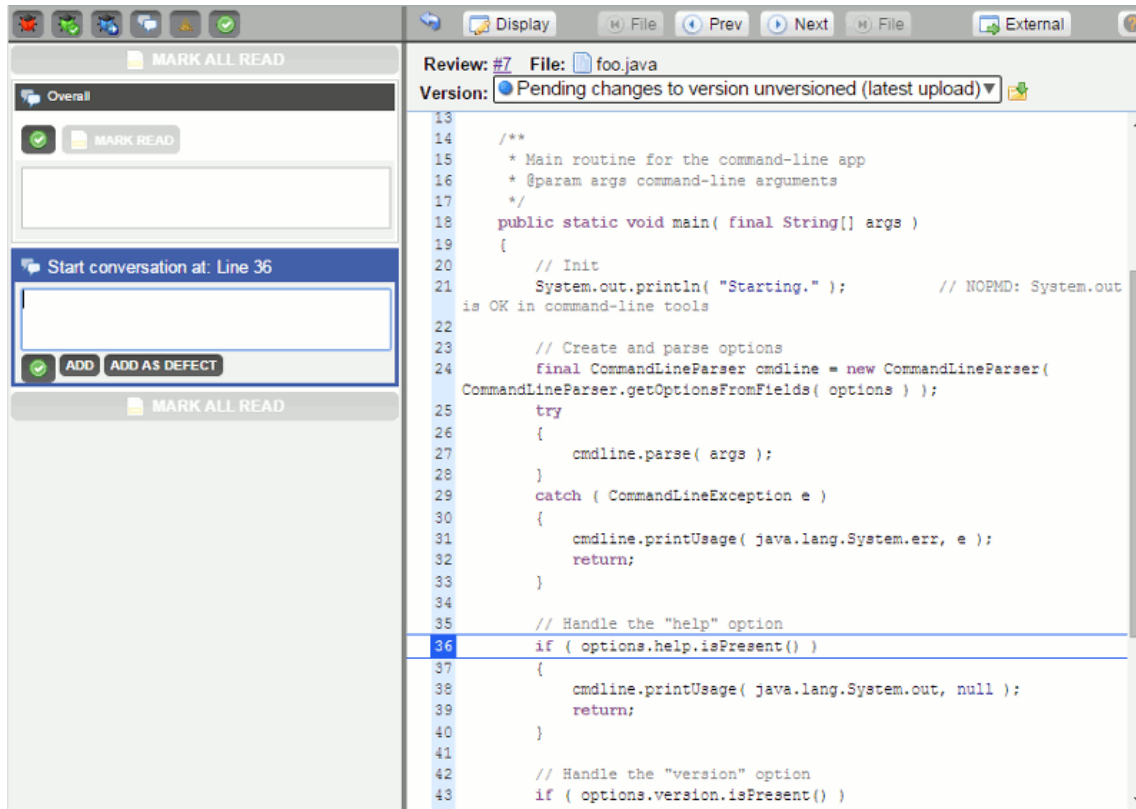 Display File Prev Next File External
MARK ALL READ
Overall
MARK READ
Start conversation at: Line 36
ADD ADD AS DEFECT
MARK ALL READ
Review: #7 File: foo.java
Version: Pending changes to version unversioned (latest upload)
13
14 /**
15 * Main routine for the command-line app
16 * @param args command-line arguments
17 */
18 public static void main( final String[] args )
19 {
20 // Init
21 System.out.println( "Starting." ); // NOPMD: System.out
is OK in command-line tools
22
23 // Create and parse options
24 final CommandLineParser cmdline = new CommandLineParser(
CommandLineParser.getOptionsFromFields( options ) );
25 try
26 {
27 cmdline.parse( args );
28 }
29 catch ( CommandLineException e )
30 {
31 cmdline.printUsage( java.lang.System.err, e );
32 return;
33 }
34
35 // Handle the "help" option
36 if ( options.help.isPresent() )
37 {
38 cmdline.printUsage( java.lang.System.out, null );
39 return;
40 }
41
42 // Handle the "version" option
43 if ( options.version.isPresent() )